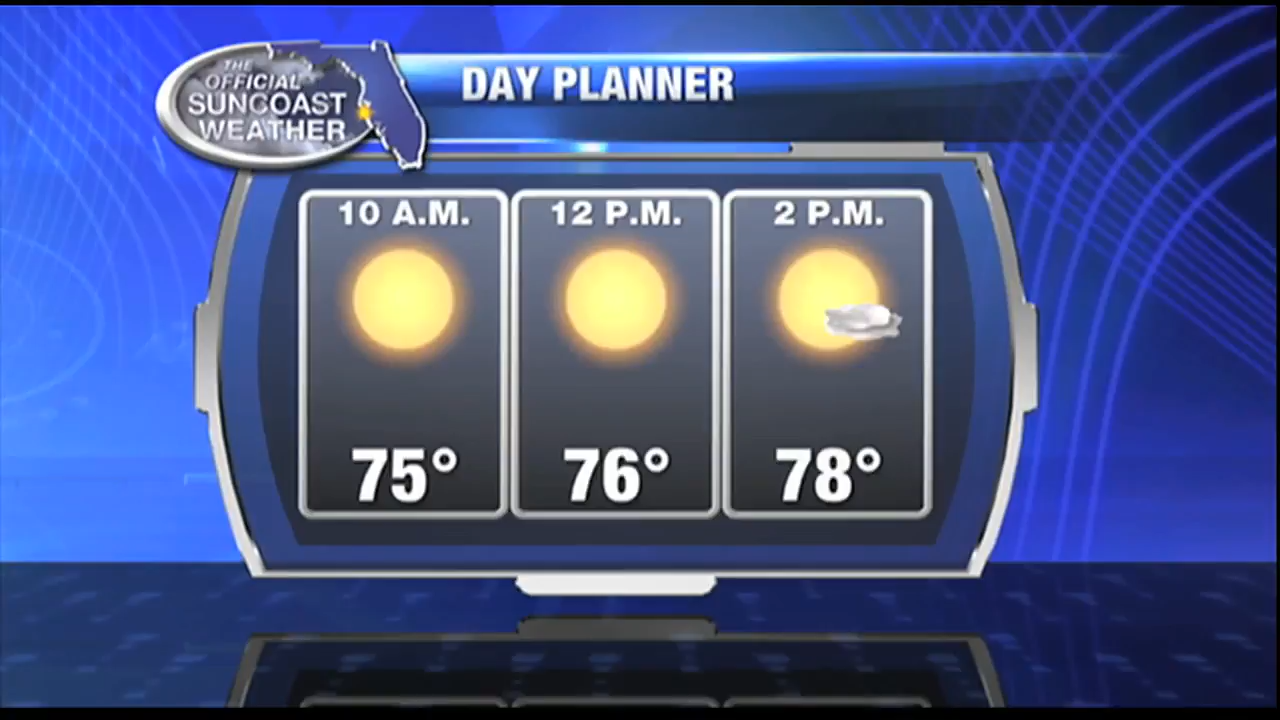 THE
OFFICIAL
SUNCOAST
WEATHER
DAY PLANNER
10 A.M.
12 P.M.
2 P.M.
75°
76°
78°